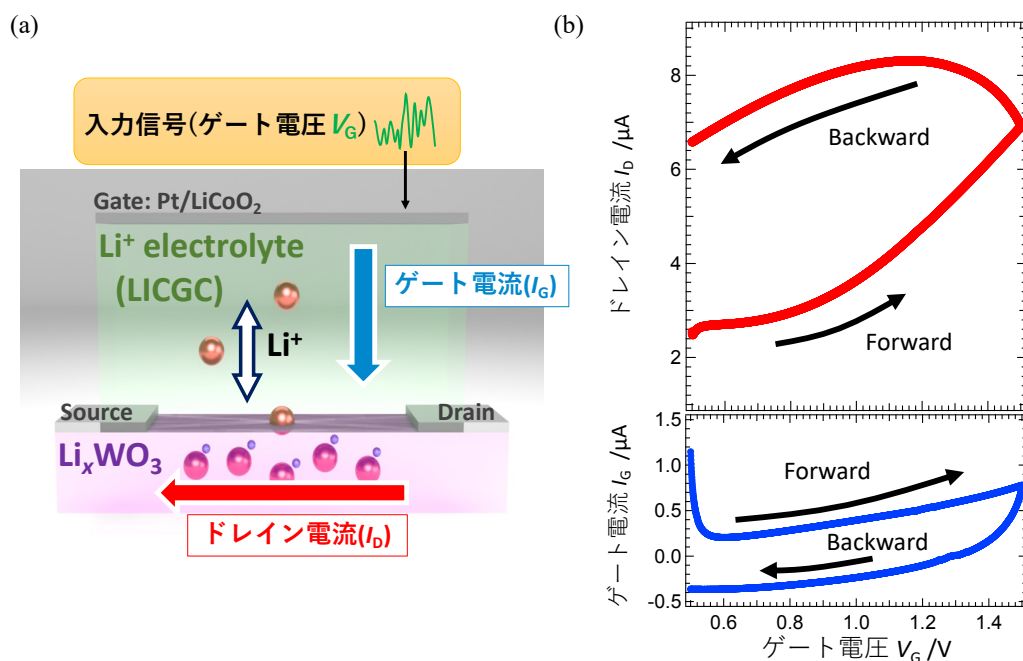 (a)
入力信号(ゲート電圧 VG)
Gate: Pt/LiCoO₂
Li⁺ electrolyte
(LICGC)
ゲート電流(IG)
Li⁺
Source
Drain
LixWO₃
ドレイン電流(ID)
(b)
ドレイン電流 ID /μA
8
6
4
2
Backward
Forward
ゲート電流 IG /μA
1.5
1.0
0.5
0.0
-0.5
Forward
Backward
0.6 0.8 1.0 1.2 1.4
ゲート電圧 VG /V